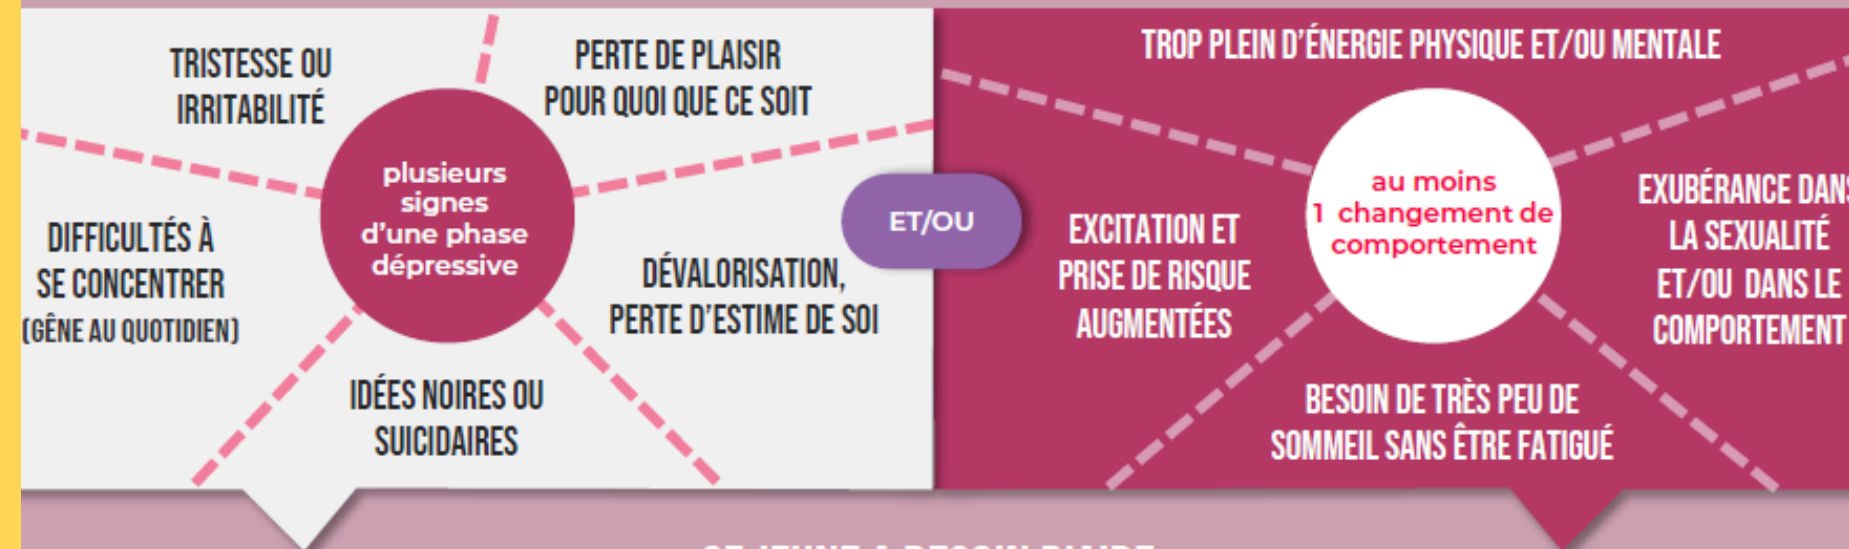 TRISTESSE OU
IRRITABILITÉ
PERTE DE PLAISIR
POUR QUOI QUE CE SOIT
plusieurs
signes
d'une phase
dépressive
DIFFICULTÉS À
SE CONCENTRER
(GÊNE AU QUOTIDIEN)
DÉVALORISATION,
PERTE D'ESTIME DE SOI
IDÉES NOIRES OU
SUICIDAIRES
ET/OU
TROP PLEIN D'ÉNERGIE PHYSIQUE ET/OU MENTALE
au moins
1 changement de
comportement
EXCITATION ET
PRISE DE RISQUE
AUGMENTÉES
EXUBÉRANCE DANS
LA SEXUALITÉ
ET/OU DANS LE
COMPORTEMENT
BESOIN DE TRÈS PEU DE
SOMMEIL SANS ÊTRE FATIGUÉ